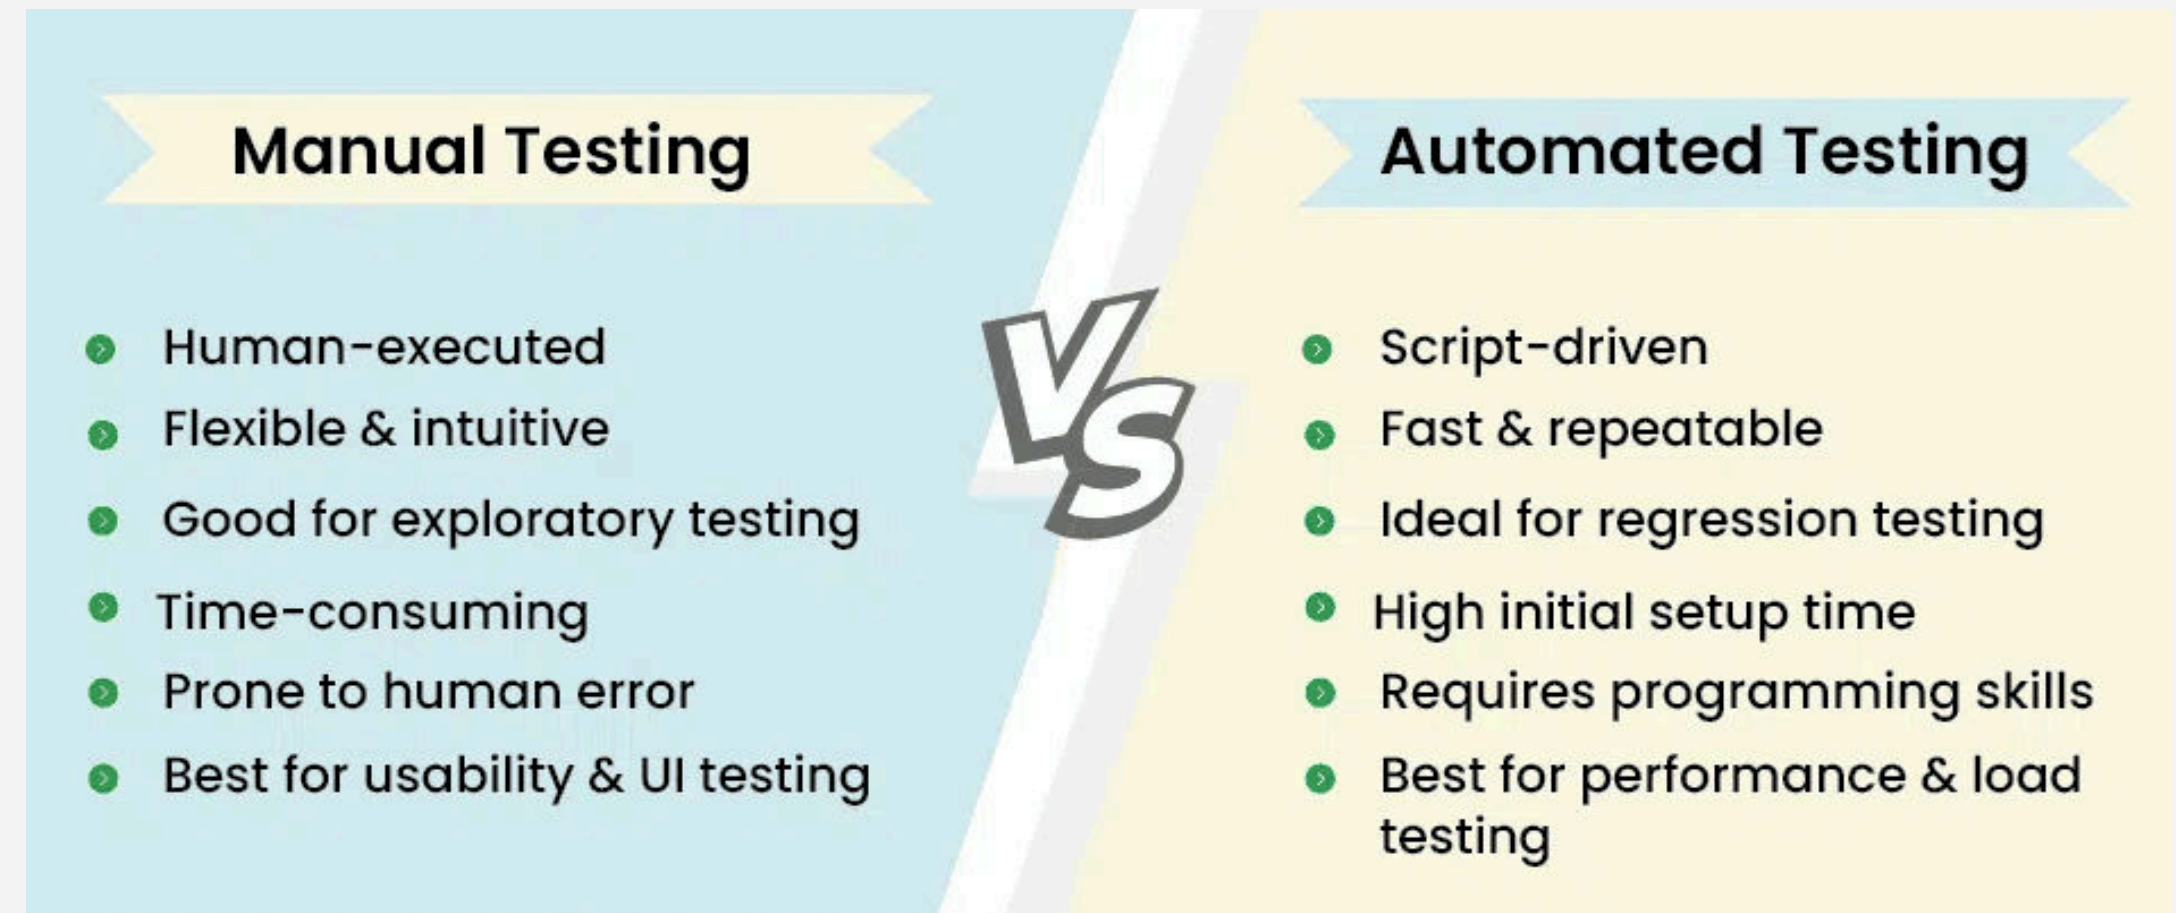 Manual Testing
Human-executed
Flexible & intuitive
Good for exploratory testing
Time-consuming
Prone to human error
Best for usability & UI testing
VS
Automated Testing
Script-driven
Fast & repeatable
Ideal for regression testing
High initial setup time
Requires programming skills
Best for performance & load
testing